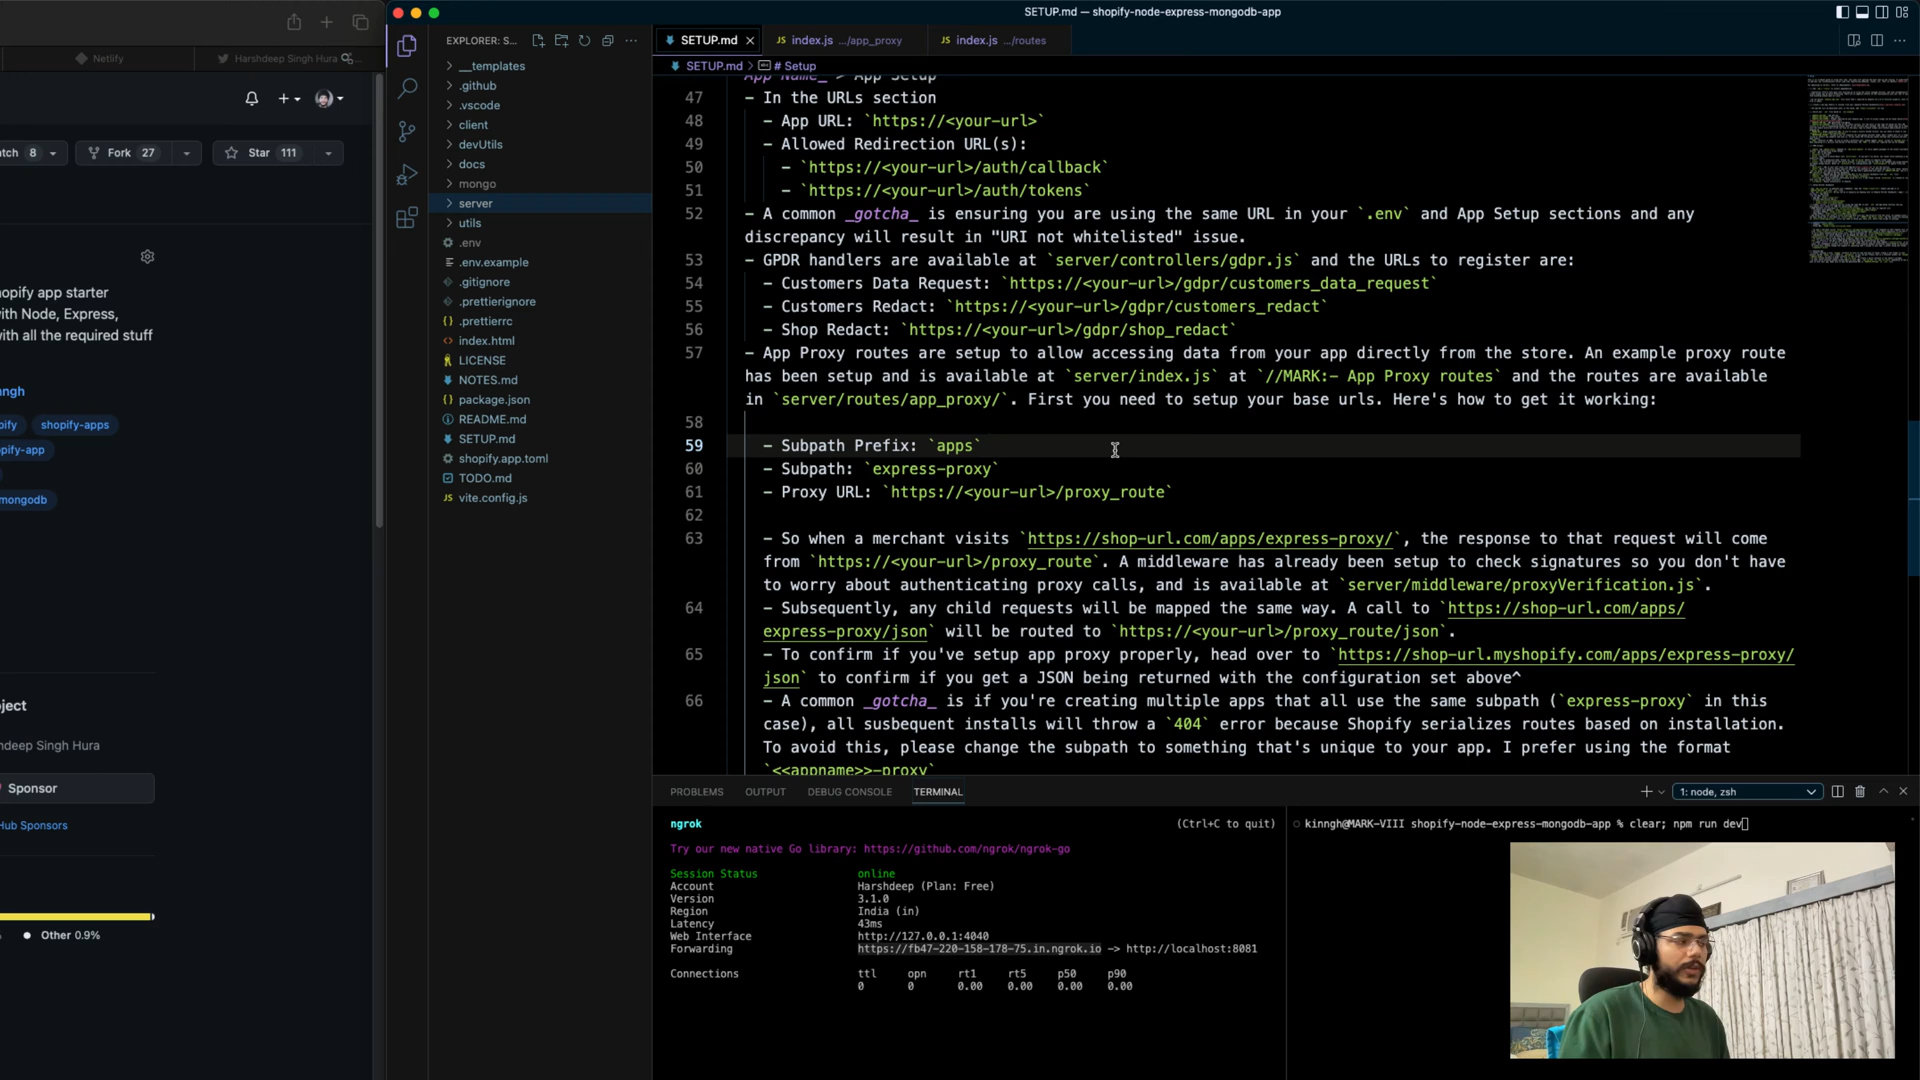 SETUP.md — shopify-node-express-mongodb-app
Netlify
Harshdeep Singh Hura
EXPLORER: S...
SETUP.md
index.js .../app_proxy
index.js .../routes
SETUP.md > # Setup
tch 8
Fork 27
Star 111
opify app starter
ith Node, Express,
with all the required stuff
angh
pify
shopify-apps
pify-app
mongodb
oject
ndeep Singh Hura
Sponsor
Hub Sponsors
Other 0.9%
__templates
.github
.vscode
client
devUtils
docs
mongo
server
utils
.env
.env.example
.gitignore
.prettierignore
.prettierrc
index.html
LICENSE
NOTES.md
package.json
README.md
SETUP.md
shopify.app.toml
TODO.md
vite.config.js
App Name_ > App Setup
47 - In the URLs section
48 - App URL: `https://<your-url>`
49 - Allowed Redirection URL(s):
50 - `https://<your-url>/auth/callback`
51 - `https://<your-url>/auth/tokens`
52 - A common _gotcha_ is ensuring you are using the same URL in your `.env` and App Setup sections and any
discrepancy will result in "URI not whitelisted" issue.
53 - GPDR handlers are available at `server/controllers/gdpr.js` and the URLs to register are:
54 - Customers Data Request: `https://<your-url>/gdpr/customers_data_request`
55 - Customers Redact: `https://<your-url>/gdpr/customers_redact`
56 - Shop Redact: `https://<your-url>/gdpr/shop_redact`
57 - App Proxy routes are setup to allow accessing data from your app directly from the store. An example proxy route
has been setup and is available at `server/index.js` at `//MARK:- App Proxy routes` and the routes are available
in `server/routes/app_proxy/`. First you need to setup your base urls. Here's how to get it working:
58
59 - Subpath Prefix: `apps`
60 - Subpath: `express-proxy`
61 - Proxy URL: `https://<your-url>/proxy_route`
62
63 - So when a merchant visits `https://shop-url.com/apps/express-proxy/`, the response to that request will come
from `https://<your-url>/proxy_route`. A middleware has already been setup to check signatures so you don't have
to worry about authenticating proxy calls, and is available at `server/middleware/proxyVerification.js`.
64 - Subsequently, any child requests will be mapped the same way. A call to `https://shop-url.com/apps/
express-proxy/json` will be routed to `https://<your-url>/proxy_route/json`.
65 - To confirm if you've setup app proxy properly, head over to `https://shop-url.myshopify.com/apps/express-proxy/
json` to confirm if you get a JSON being returned with the configuration set above^
66 - A common _gotcha_ is if you're creating multiple apps that all use the same subpath (`express-proxy` in this
case), all susbequent installs will throw a `404` error because Shopify serializes routes based on installation.
To avoid this, please change the subpath to something that's unique to your app. I prefer using the format
`<<appname>>-proxy`
PROBLEMS OUTPUT DEBUG CONSOLE TERMINAL
1: node, zsh
ngrok (Ctrl+C to quit)
Try our new native Go library: https://github.com/ngrok/ngrok-go
Session Status online
Account Harshdeep (Plan: Free)
Version 3.1.0
Region India (in)
Latency 43ms
Web Interface http://127.0.0.1:4040
Forwarding https://fb47-220-158-178-75.in.ngrok.io -> http://localhost:8081
Connections ttl opn rt1 rt5 p50 p90
0 0 0.00 0.00 0.00 0.00
kinngh@MARK-VIII shopify-node-express-mongodb-app % clear; npm run dev